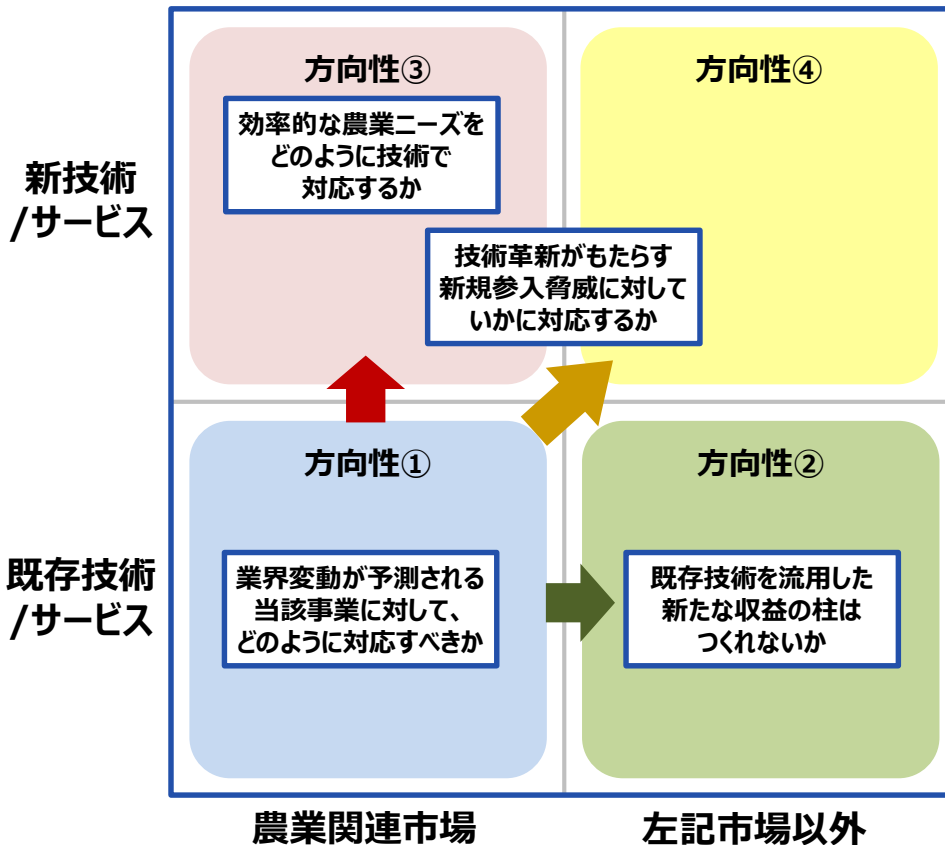 方向性③
効率的な農業ニーズを
どのように技術で
対応するか
方向性④
新技術
/サービス
技術革新がもたらす
新規参入脅威に対して
いかに対応するか
方向性①
業界変動が予測される
当該事業に対して、
どのように対応すべきか
方向性②
既存技術を流用した
新たな収益の柱は
つくれないか
既存技術
/サービス
農業関連市場
左記市場以外